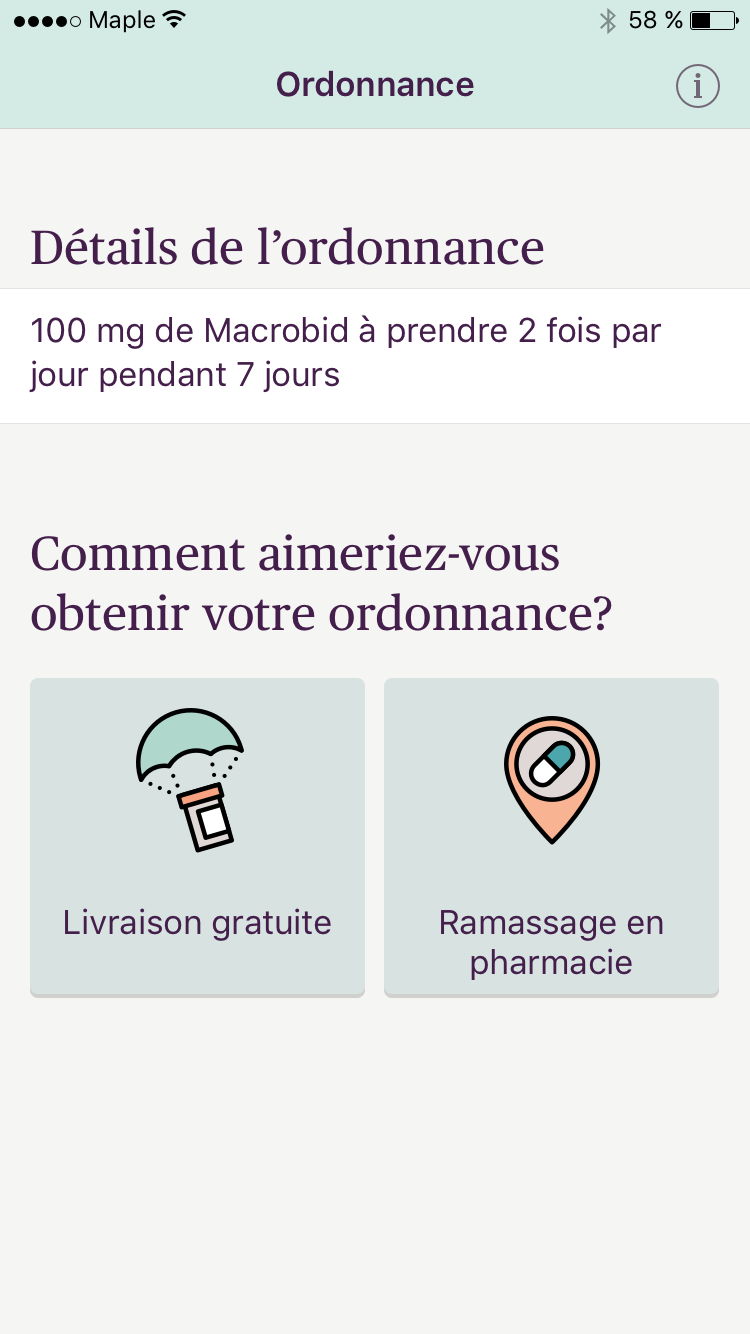 Maple 58 %
Ordonnance
Détails de l’ordonnance
100 mg de Macrobid à prendre 2 fois par
jour pendant 7 jours
Comment aimeriez-vous
obtenir votre ordonnance?
Livraison gratuite
Ramassage en
pharmacie